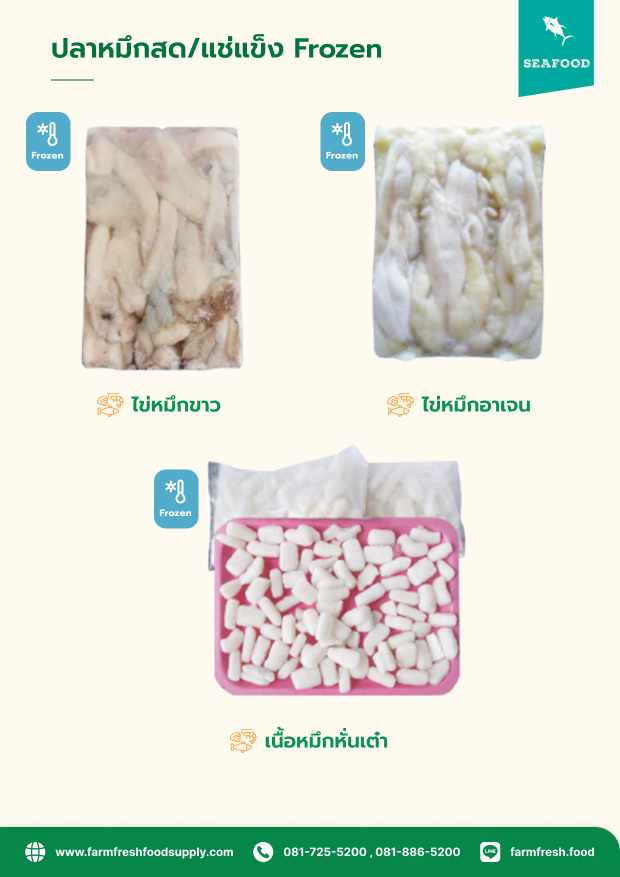 ปลาหมึกสด/แช่แข็ง Frozen
SEAFOOD
Frozen
Frozen
ไข่หมึกขาว
ไข่หมึกอาเจน
Frozen
เนื้อหมึกหั่นเต๋า
www.farmfreshfoodsupply.com
081-725-5200 , 081-886-5200
LINE
farmfresh.food